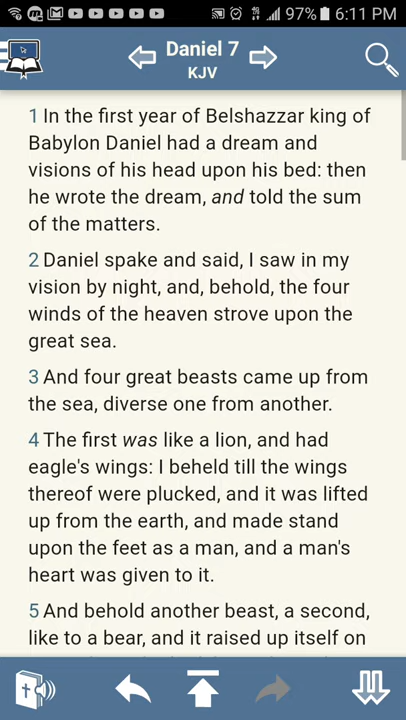 97% 6:11 PM
Daniel 7
KJV
1 In the first year of Belshazzar king of
Babylon Daniel had a dream and
visions of his head upon his bed: then
he wrote the dream, and told the sum
of the matters.
2 Daniel spake and said, I saw in my
vision by night, and, behold, the four
winds of the heaven strove upon the
great sea.
3 And four great beasts came up from
the sea, diverse one from another.
4 The first was like a lion, and had
eagle's wings: I beheld till the wings
thereof were plucked, and it was lifted
up from the earth, and made stand
upon the feet as a man, and a man's
heart was given to it.
5 And behold another beast, a second,
like to a bear, and it raised up itself on